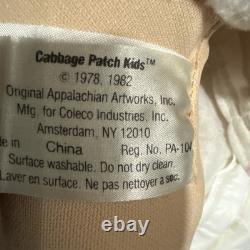 Cabbage Patch Kids™
© 1978, 1982
Original Appalachian Artworks, Inc.
Mfg. for Coleco Industries, Inc.
Amsterdam, NY 12010
in China Reg. No. PA-104
Surface washable. Do not dry clean.
Laver en surface. Ne pas nettoyer a sec.